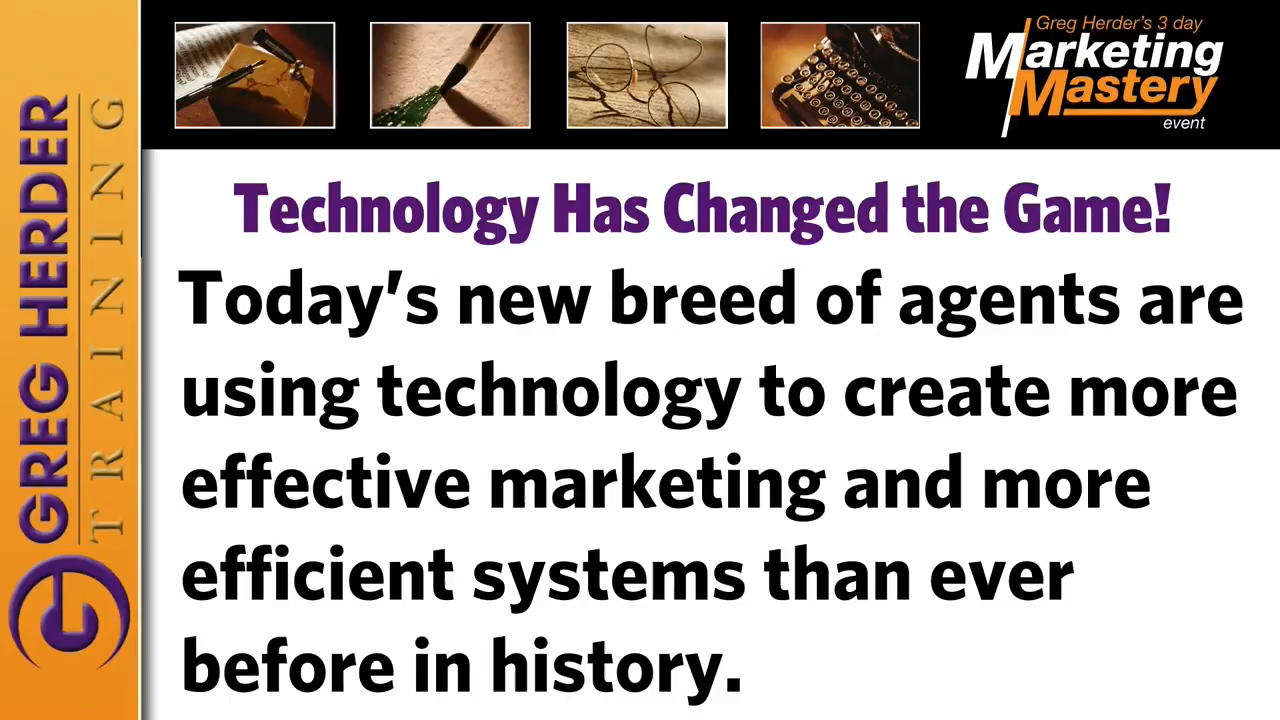 Greg Herder's 3 day
Marketing
Mastery
event
GREG HERDER
TRAINING
Technology Has Changed the Game!
Today's new breed of agents are
using technology to create more
effective marketing and more
efficient systems than ever
before in history.